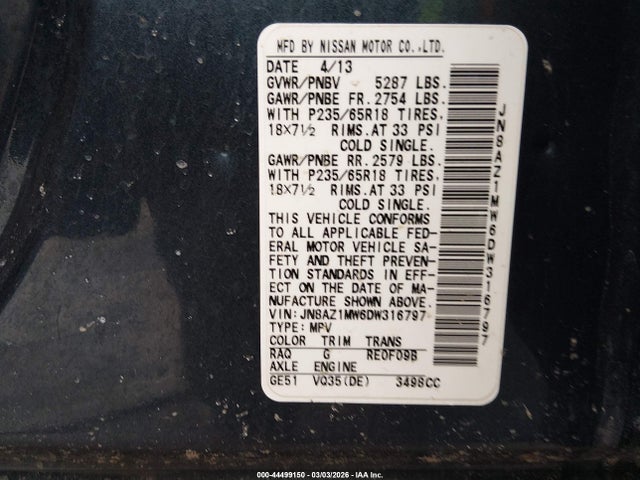 MFD BY NISSAN MOTOR CO.,LTD.
DATE 4/13
GVWR/PNBV 5287 LBS.
GAWR/PNBE FR. 2754 LBS.
WITH P235/65R18 TIRES,
18X7½ RIMS.AT 33 PSI
COLD SINGLE.
GAWR/PNBE RR. 2579 LBS.
WITH P235/65R18 TIRES,
18X7½ RIMS.AT 33 PSI
COLD SINGLE.
THIS VEHICLE CONFORMS
TO ALL APPLICABLE FED-
ERAL MOTOR VEHICLE SA-
FETY AND THEFT PREVEN-
TION STANDARDS IN EFF-
ECT ON THE DATE OF MA-
NUFACTURE SHOWN ABOVE.
VIN: JN8AZ1MW6DW316797
TYPE: MPV
COLOR TRIM TRANS
RAQ G RE0F09B
AXLE ENGINE
GE51 VQ35(DE) 3498CC
JN8AZ1MW6DW316797
000-44499150 - 03/03/2026 - IAA Inc.